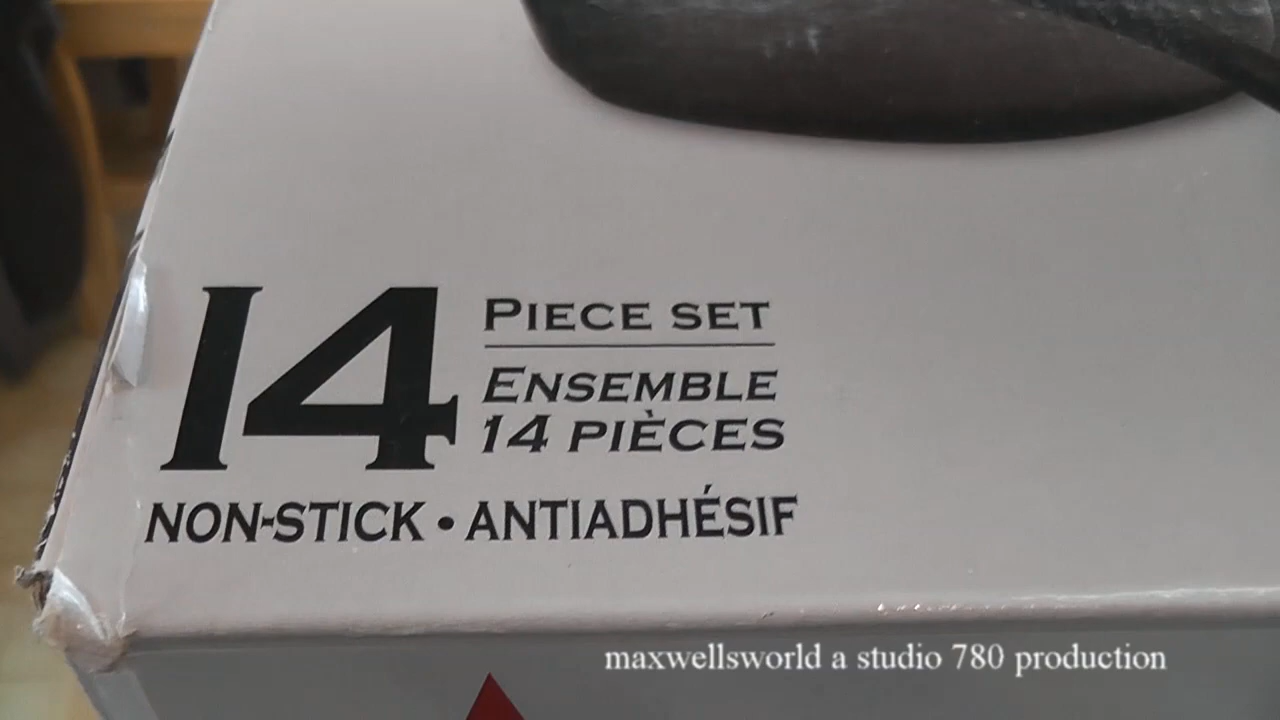 14 PIECE SET
ENSEMBLE
14 PIÈCES
NON-STICK • ANTIADHÉSIF
maxwellsworld a studio 780 production